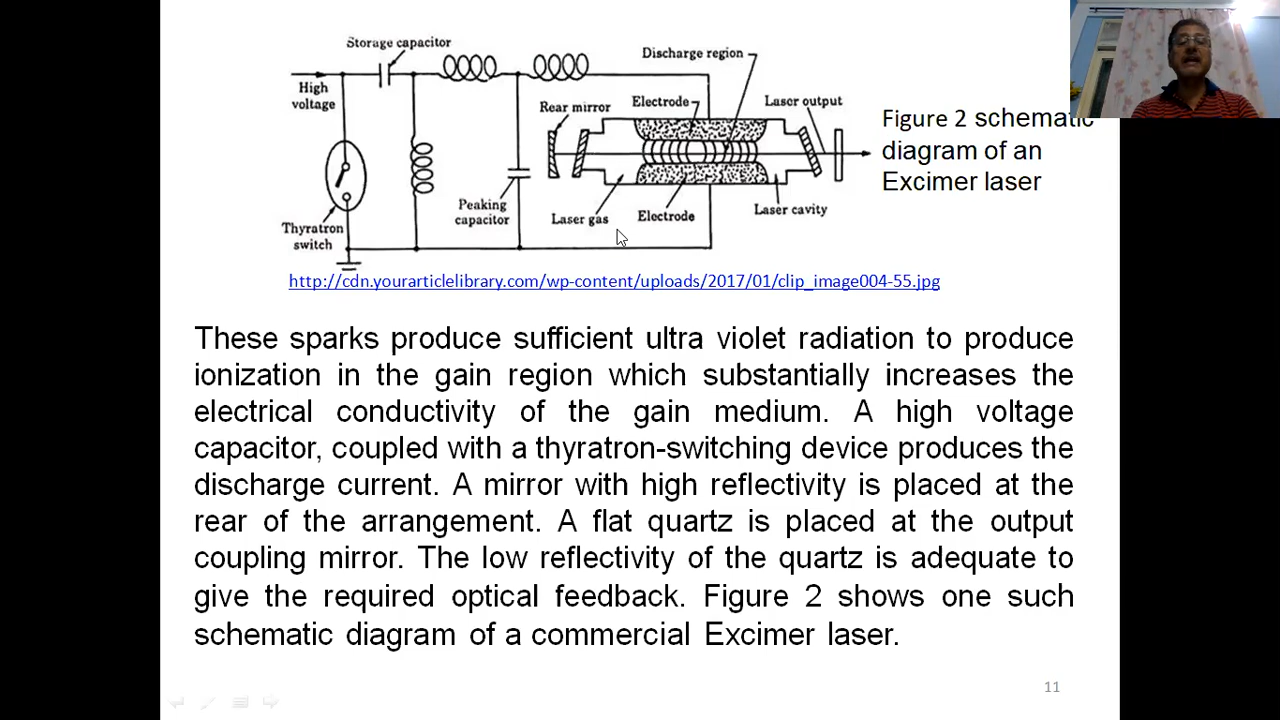 Storage capacitor
High
voltage
Thyratron
switch
Peaking
capacitor
Rear mirror
Laser gas
Electrode
Electrode
Discharge region
Laser output
Laser cavity
Figure 2 schematic
diagram of an
Excimer laser
http://cdn.yourarticlelibrary.com/wp-content/uploads/2017/01/clip_image004-55.jpg
These sparks produce sufficient ultra violet radiation to produce
ionization in the gain region which substantially increases the
electrical conductivity of the gain medium. A high voltage
capacitor, coupled with a thyratron-switching device produces the
discharge current. A mirror with high reflectivity is placed at the
rear of the arrangement. A flat quartz is placed at the output
coupling mirror. The low reflectivity of the quartz is adequate to
give the required optical feedback. Figure 2 shows one such
schematic diagram of a commercial Excimer laser.
11